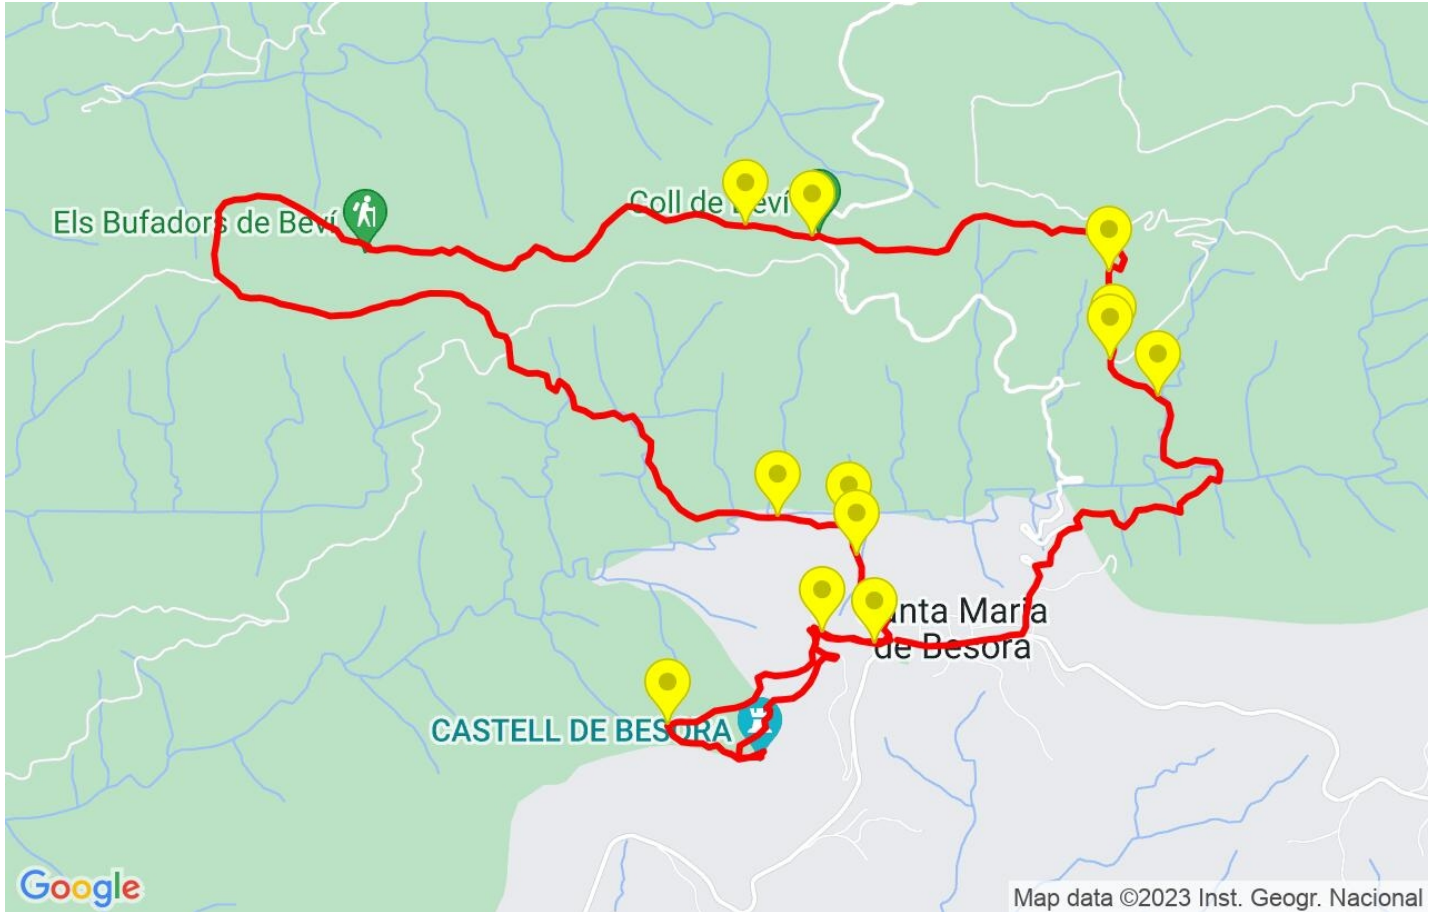 Els Bufadors de Beví
Coll de Beví
Santa Maria
de Besora
CASTELL DE BESORA
Google
Map data ©2023 Inst. Geogr. Nacional